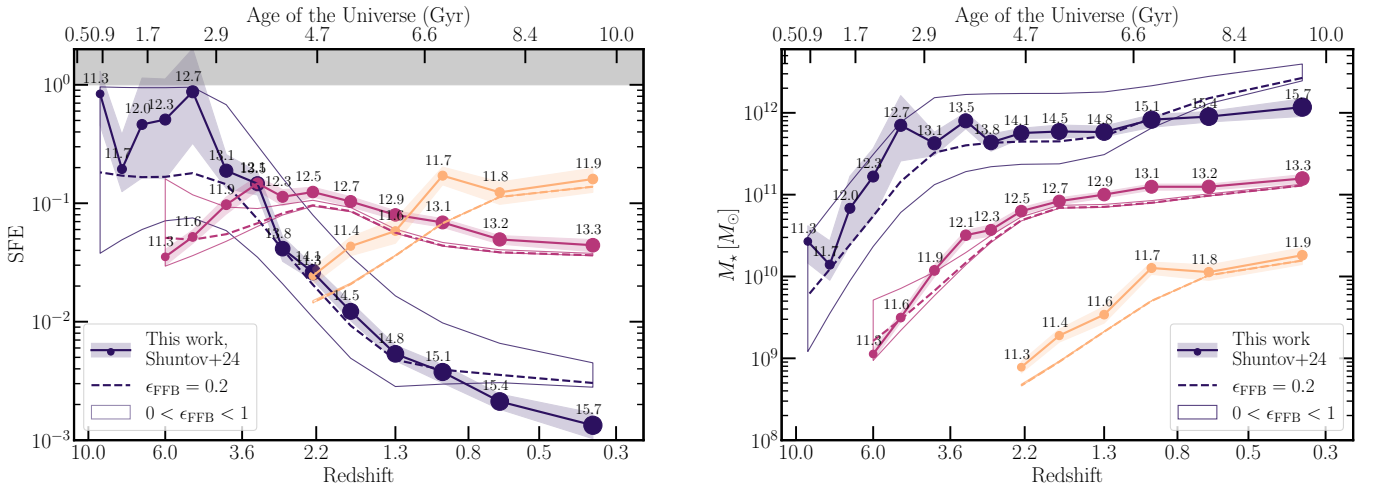 Age of the Universe (Gyr)
0.5 0.9 1.7 2.9 4.7 6.6 8.4 10.0
SFE
10^0
10^{-1}
10^{-2}
10^{-3}
11.3 11.7 12.0 12.3 12.7 13.1 13.5 13.8 14.1 14.5 14.8 15.1 15.4 15.7
11.3 11.6 11.9 12.1 12.3 12.5 12.7 12.9 13.1 13.2 13.3
11.3 11.4 11.6 11.7 11.8 11.9
This work,
Shuntov+24
ϵ_FFB = 0.2
0 < ϵ_FFB < 1
10.0 6.0 3.6 2.2 1.3 0.8 0.5 0.3
Redshift
Age of the Universe (Gyr)
0.5 0.9 1.7 2.9 4.7 6.6 8.4 10.0
M⋆ [M⊙]
10^12
10^11
10^10
10^9
10^8
11.3 11.7 12.0 12.3 12.7 13.1 13.5 13.8 14.1 14.5 14.8 15.1 15.4 15.7
11.3 11.6 11.9 12.1 12.3 12.5 12.7 12.9 13.1 13.2 13.3
11.3 11.4 11.6 11.7 11.8 11.9
This work
Shuntov+24
ϵ_FFB = 0.2
0 < ϵ_FFB < 1
10.0 6.0 3.6 2.2 1.3 0.8 0.5 0.3
Redshift